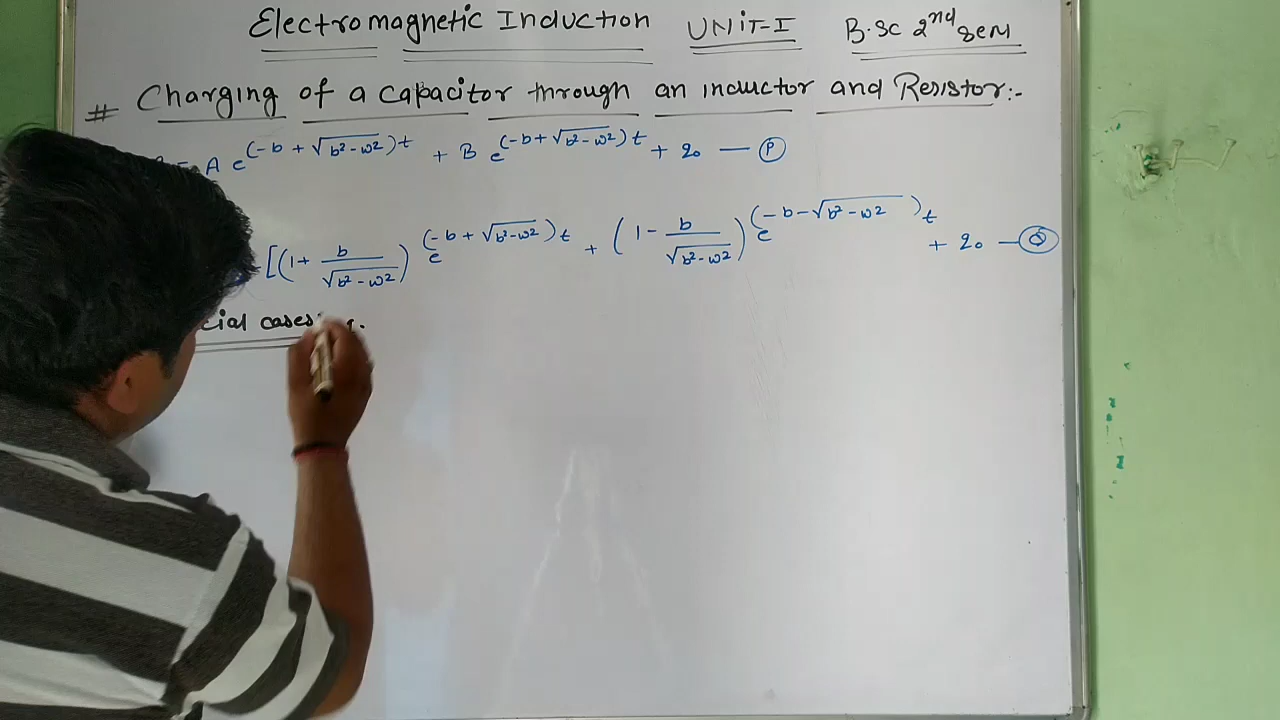 Electromagnetic Induction UNIT-I B.Sc 2nd sem
# Charging of a capacitor through an inductor and Resistor:-
= A e^(-b + √b²-ω²)t + B e^(-b + √b²-ω²)t + q₀ — (P)
[(1 + b/√b²-ω²) e^(-b + √b²-ω²)t + (1 - b/√b²-ω²) e^(-b-√b²-ω²)t + q₀ — (Q)
cial cases